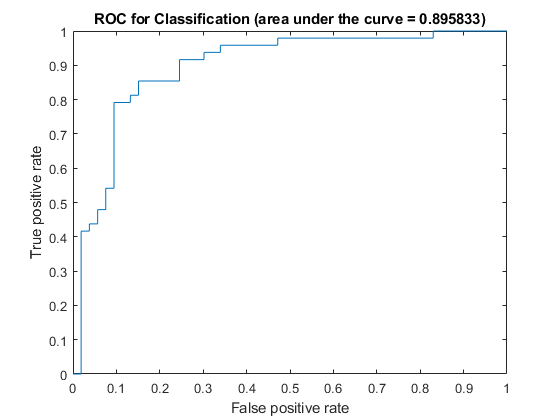 ROC for Classification (area under the curve = 0.895833)
1
0.9
0.8
0.7
0.6
0.5
0.4
0.3
0.2
0.1
0
True positive rate
0 0.1 0.2 0.3 0.4 0.5 0.6 0.7 0.8 0.9 1
False positive rate